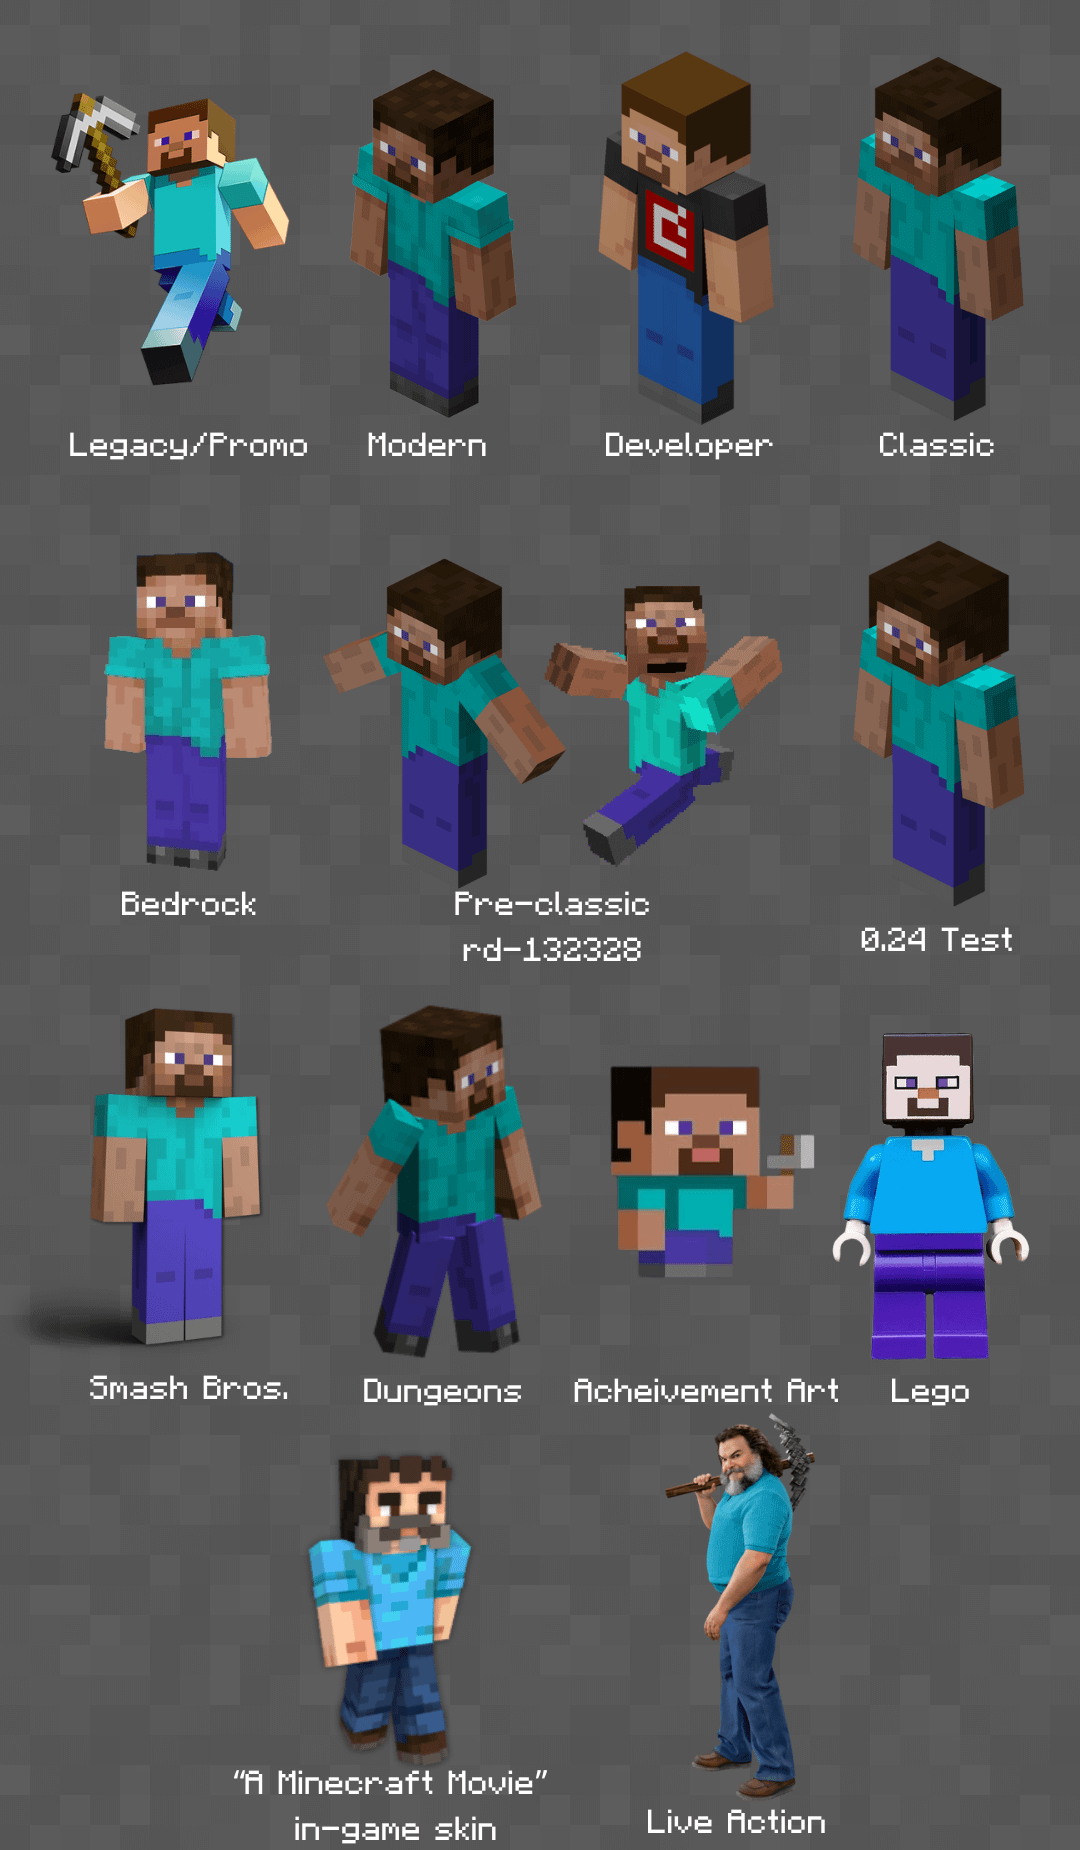 Legacy/Promo
Modern
Developer
Classic
Bedrock
Pre-classic
rd-132328
0.24 Test
Smash Bros.
Dungeons
Acheivement Art
Lego
“A Minecraft Movie”
in-game skin
Live Action